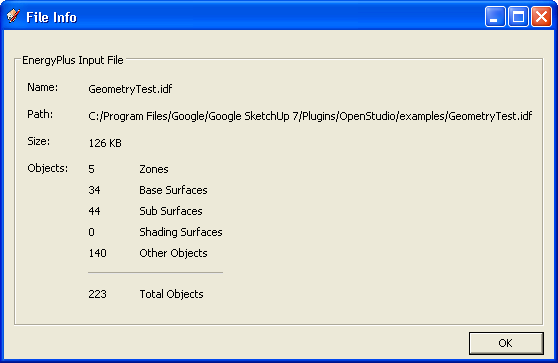 File Info
EnergyPlus Input File
Name: GeometryTest.idf
Path: C:/Program Files/Google/Google SketchUp 7/Plugins/OpenStudio/examples/GeometryTest.idf
Size: 126 KB
Objects: 5 Zones
34 Base Surfaces
44 Sub Surfaces
0 Shading Surfaces
140 Other Objects
223 Total Objects
OK